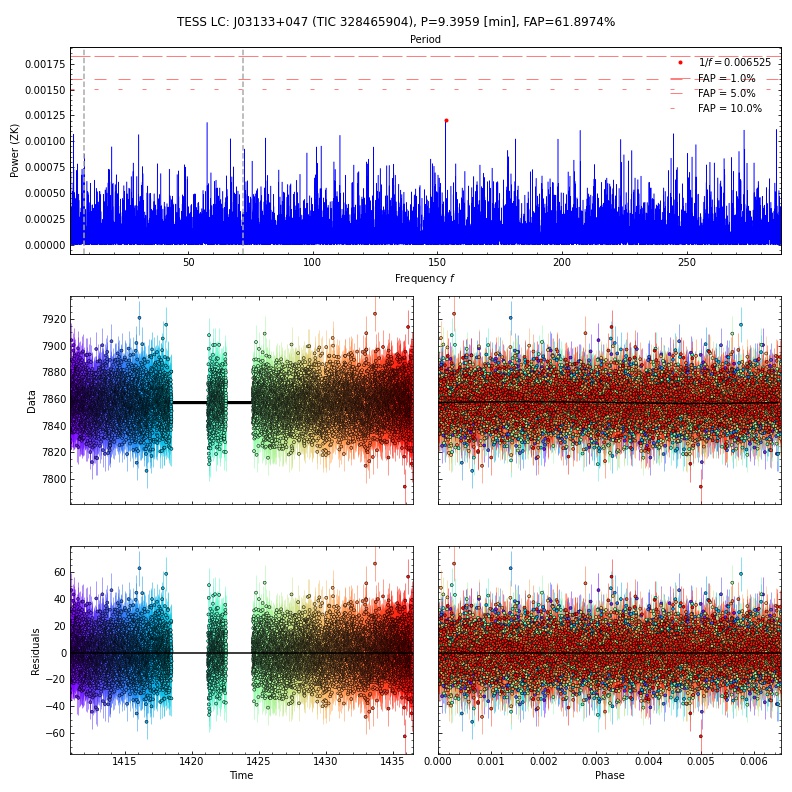 TESS LC: J03133+047 (TIC 328465904), P=9.3959 [min], FAP=61.8974%
Period
Power (ZK)
0.00175
0.00150
0.00125
0.00100
0.00075
0.00050
0.00025
0.00000
1/f = 0.006525
FAP = 1.0%
FAP = 5.0%
FAP = 10.0%
50 100 150 200 250
Frequency f
Data
7920
7900
7880
7860
7840
7820
7800
Residuals
60
40
20
0
−20
−40
−60
1415 1420 1425 1430 1435
Time
0.000 0.001 0.002 0.003 0.004 0.005 0.006
Phase